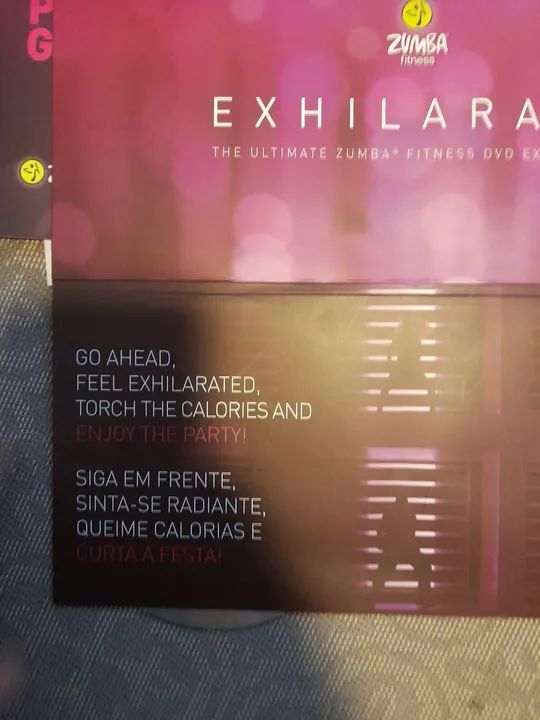 P
G
ZUMBA
fitness
EXHILARA
THE ULTIMATE ZUMBA® FITNESS DVD EX
GO AHEAD,
FEEL EXHILARATED,
TORCH THE CALORIES AND
ENJOY THE PARTY!
SIGA EM FRENTE,
SINTA-SE RADIANTE,
QUEIME CALORIAS E
CURTA A FESTA!